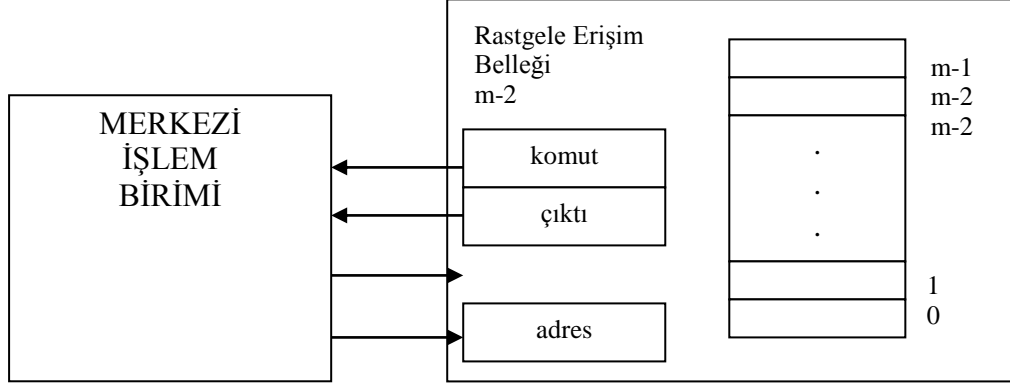 MERKEZİ
İŞLEM
BİRİMİ
Rastgele Erişim
Belleği
m-2
komut
çıktı
adres
m-1
m-2
m-2
.
.
.
1
0